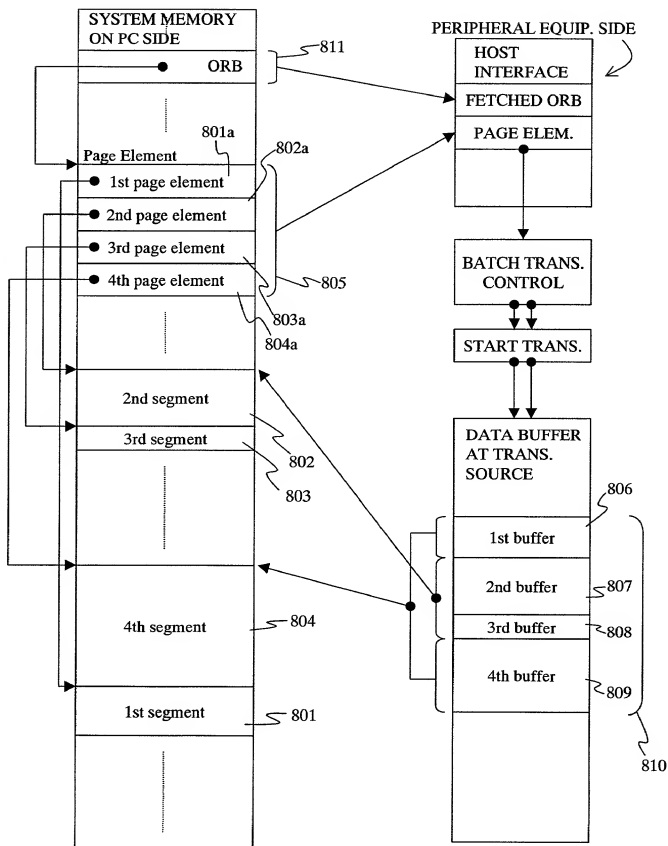 SYSTEM MEMORY
ON PC SIDE
811
ORB
801a
Page Element
802a
1st page element
2nd page element
3rd page element
4th page element
805
803a
804a
2nd segment
802
3rd segment
803
4th segment
804
1st segment
801
PERIPHERAL EQUIP. SIDE
HOST
INTERFACE
FETCHED ORB
PAGE ELEM.
BATCH TRANS.
CONTROL
START TRANS.
DATA BUFFER
AT TRANS.
SOURCE
806
1st buffer
2nd buffer
807
3rd buffer
808
4th buffer
809
810